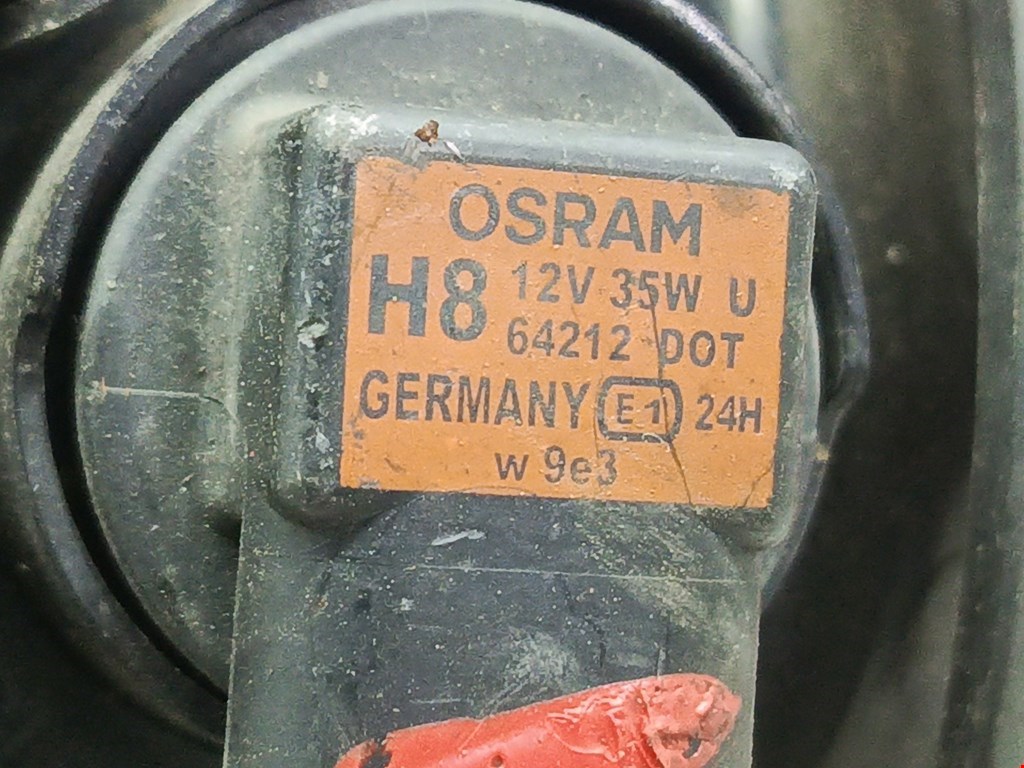 OSRAM
H8 12V 35W U
64212 DOT
GERMANY E1 24H
w 9e3